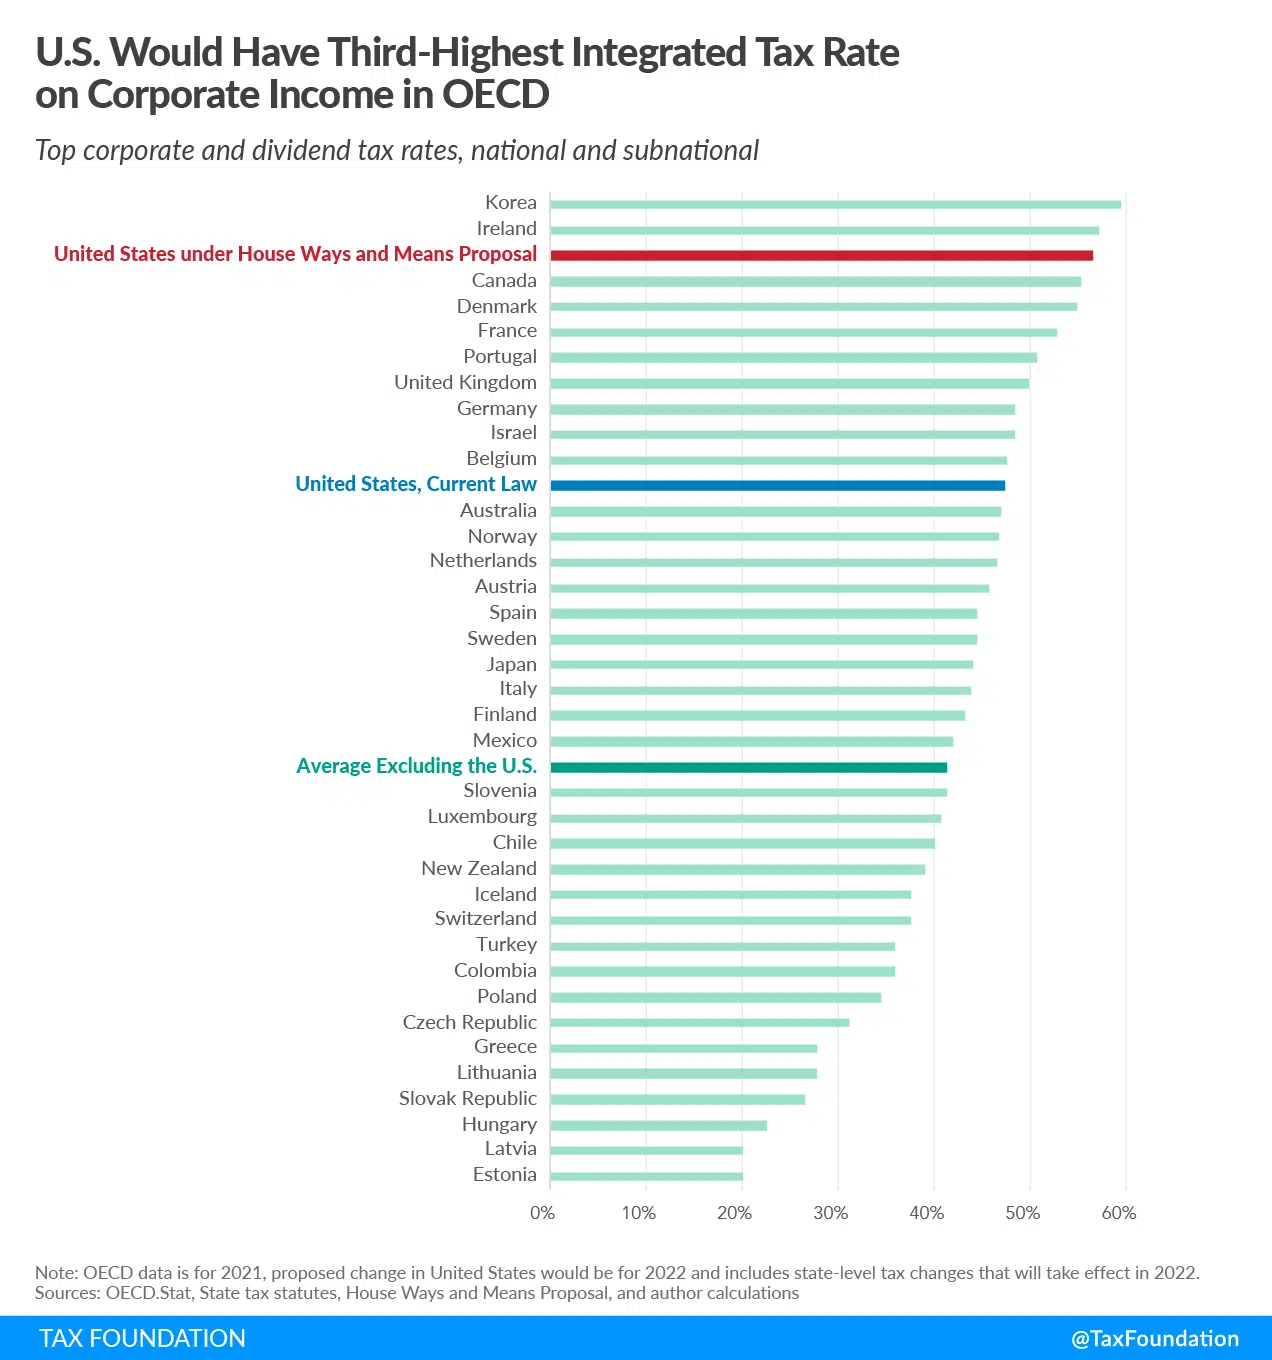 U.S. Would Have Third-Highest Integrated Tax Rate
on Corporate Income in OECD
Top corporate and dividend tax rates, national and subnational
Korea
Ireland
United States under House Ways and Means Proposal
Canada
Denmark
France
Portugal
United Kingdom
Germany
Israel
Belgium
United States, Current Law
Australia
Norway
Netherlands
Austria
Spain
Sweden
Japan
Italy
Finland
Mexico
Average Excluding the U.S.
Slovenia
Luxembourg
Chile
New Zealand
Iceland
Switzerland
Turkey
Colombia
Poland
Czech Republic
Greece
Lithuania
Slovak Republic
Hungary
Latvia
Estonia
0% 10% 20% 30% 40% 50% 60%
Note: OECD data is for 2021, proposed change in United States would be for 2022 and includes state-level tax changes that will take effect in 2022.
Sources: OECD.Stat, State tax statutes, House Ways and Means Proposal, and author calculations
TAX FOUNDATION @TaxFoundation